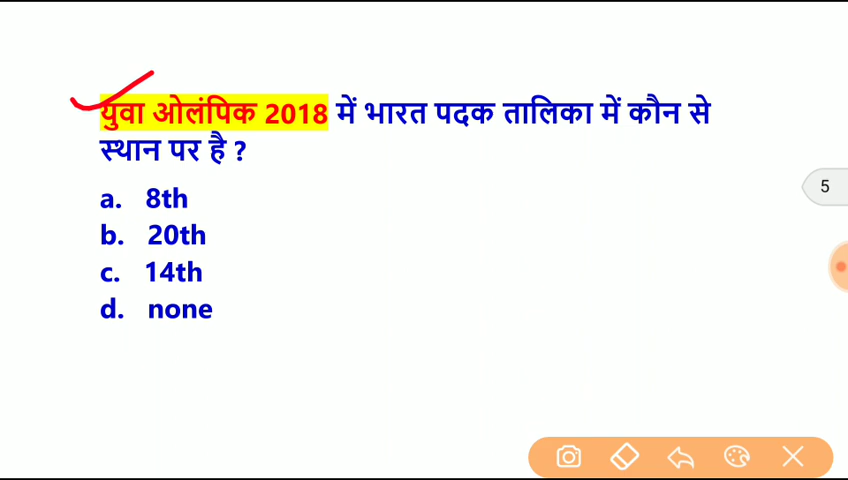 युवा ओलंपिक 2018 में भारत पदक तालिका में कौन से
स्थान पर है ?
a. 8th
b. 20th
c. 14th
d. none
5